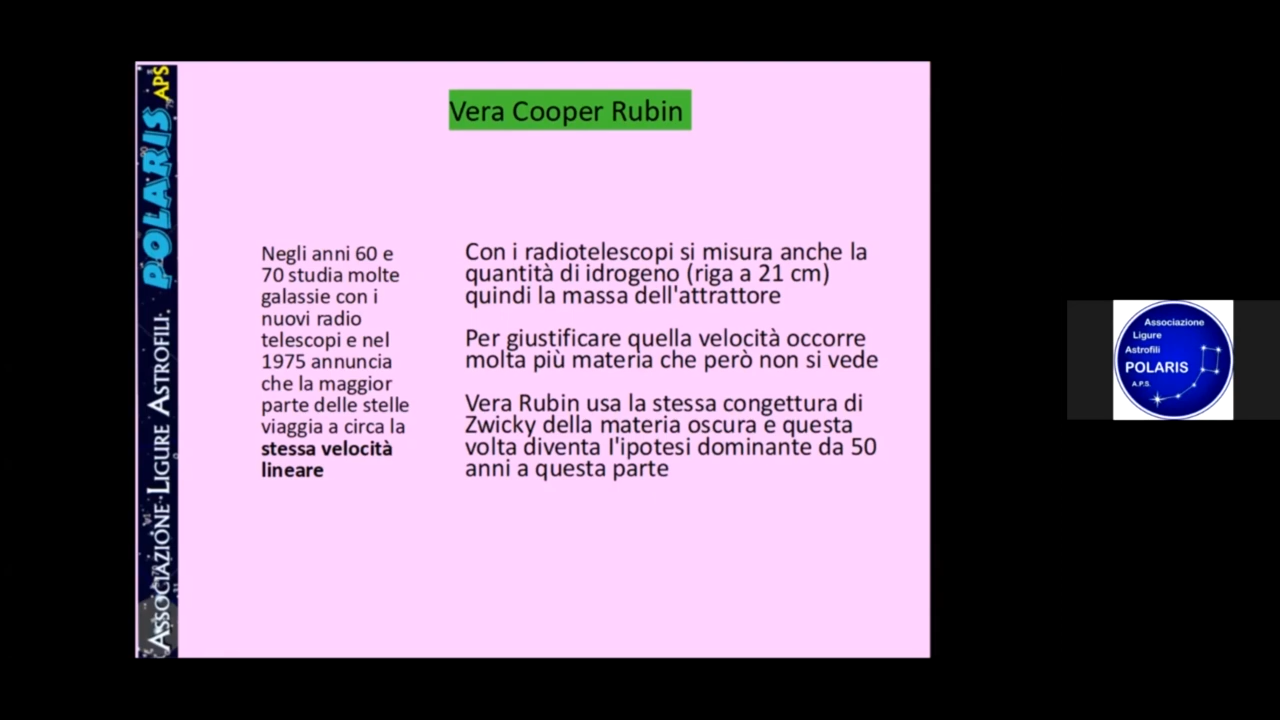 Vera Cooper Rubin
Negli anni 60 e
70 studia molte
galassie con i
nuovi radio
telescopi e nel
1975 annuncia
che la maggior
parte delle stelle
viaggia a circa la
stessa velocità
lineare
Con i radiotelescopi si misura anche la
quantità di idrogeno (riga a 21 cm)
quindi la massa dell'attrattore
Per giustificare quella velocità occorre
molta più materia che però non si vede
Vera Rubin usa la stessa congettura di
Zwicky della materia oscura e questa
volta diventa l'ipotesi dominante da 50
anni a questa parte
ASSOCIAZIONE LIGURE ASTROFILI POLARIS APS
Associazione
Ligure
Astrofili
POLARIS
A.P.S.